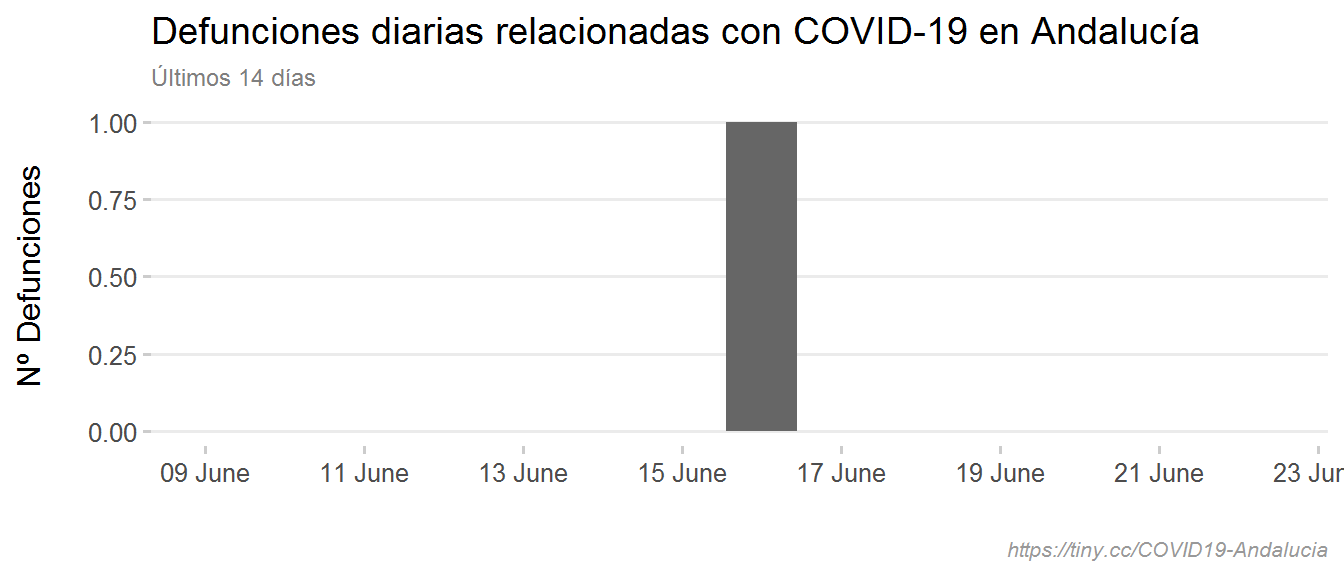 Defunciones diarias relacionadas con COVID-19 en Andalucía
Últimos 14 días
Nº Defunciones
1.00
0.75
0.50
0.25
0.00
09 June 11 June 13 June 15 June 17 June 19 June 21 June 23 Jun
https://tiny.cc/COVID19-Andalucia